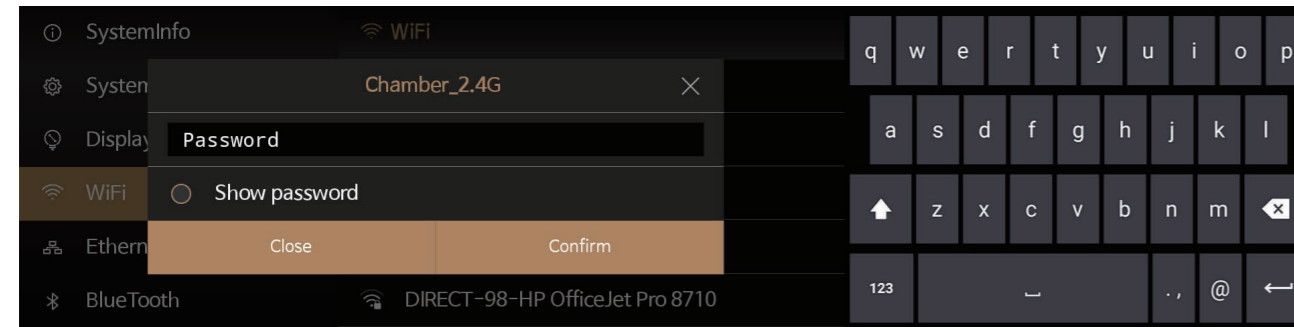 SystemInfo
WiFi
System
Chamber_2.4G
Display
Password
WiFi
Show password
Ethern
Close
Confirm
BlueTooth
DIRECT-98-HP OfficeJet Pro 8710
q w e r t y u i o p
a s d f g h j k l
z x c v b n m
123 . , @